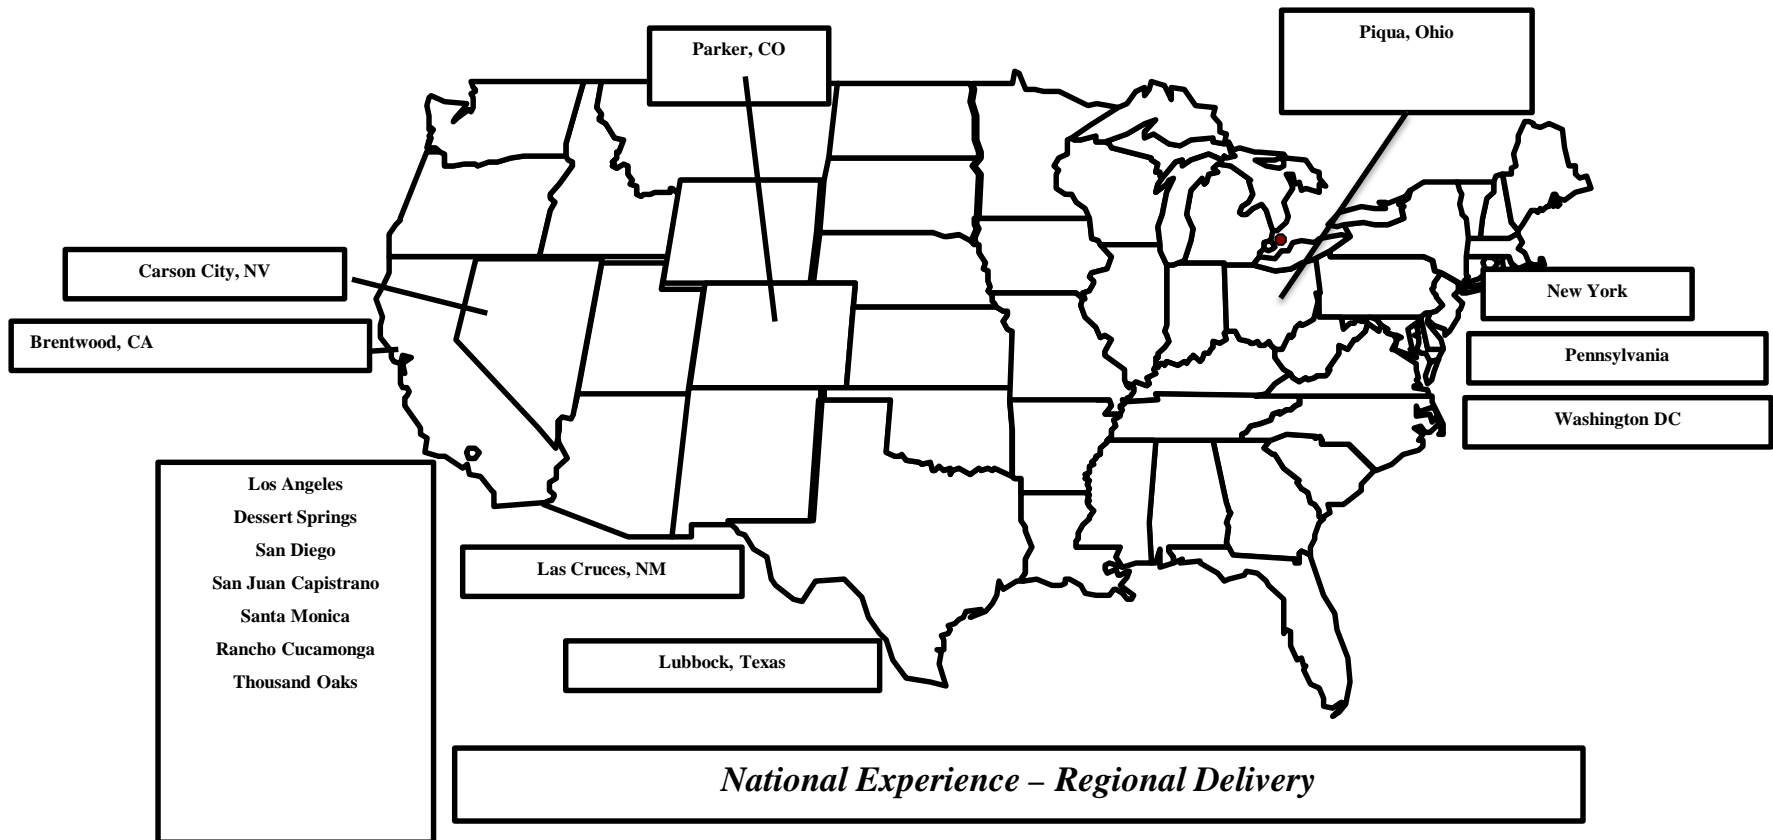 Parker, CO
Piqua, Ohio
Carson City, NV
Brentwood, CA
New York
Pennsylvania
Washington DC
Los Angeles
Dessert Springs
San Diego
San Juan Capistrano
Santa Monica
Rancho Cucamonga
Thousand Oaks
Las Cruces, NM
Lubbock, Texas
National Experience – Regional Delivery